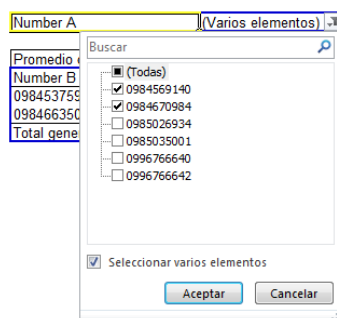 Number A (Varios elementos)
Buscar
Promedio
(Todas)
Number B
0984569140
09845375
0984670984
09846635
0985026934
Total gene
0985035001
0996766640
0996766642
Seleccionar varios elementos
Aceptar Cancelar